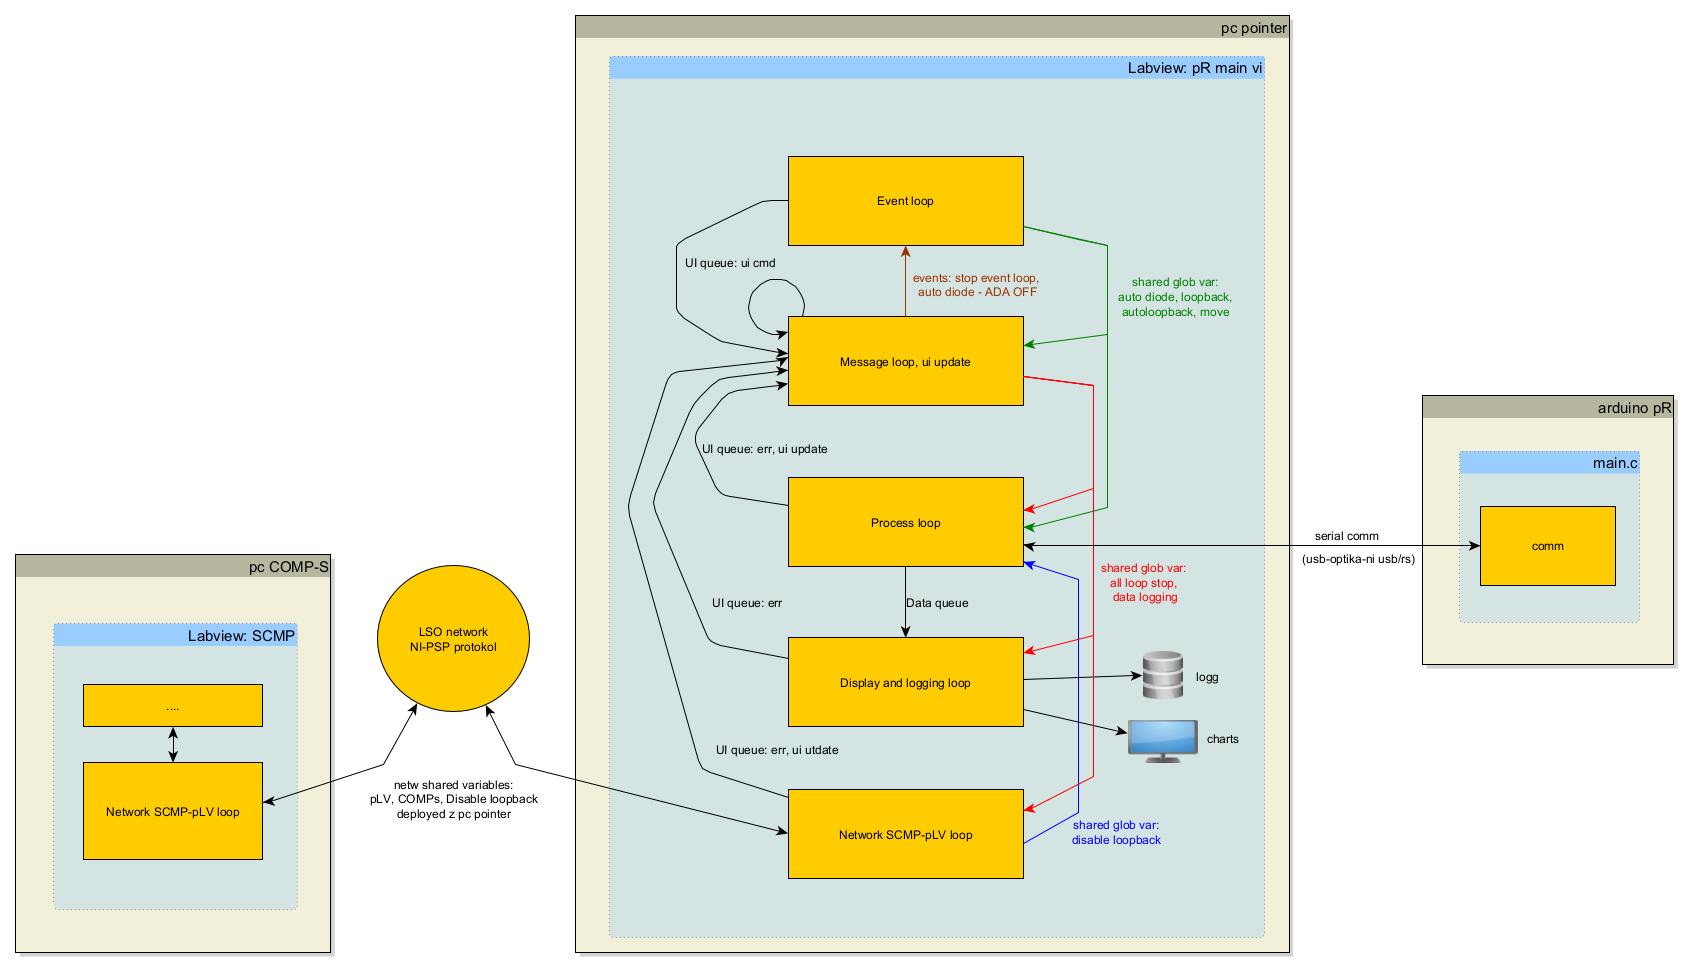 pc pointer
Labview: pR main vi
Event loop
UI queue: ui cmd
events: stop event loop,
auto diode - ADA OFF
shared glob var:
auto diode, loopback,
autoloopback, move
Message loop, ui update
UI queue: err, ui update
Process loop
shared glob var:
all loop stop,
data logging
UI queue: err
Data queue
Display and logging loop
logg
charts
UI queue: err, ui utdate
Network SCMP-pLV loop
shared glob var:
disable loopback
arduino pR
main.c
comm
serial comm
(usb-optika-ni usb/rs)
pc COMP-S
Labview: SCMP
....
Network SCMP-pLV loop
LSO network
NI-PSP protokol
netw shared variables:
pLV, COMPs, Disable loopback
deployed z pc pointer